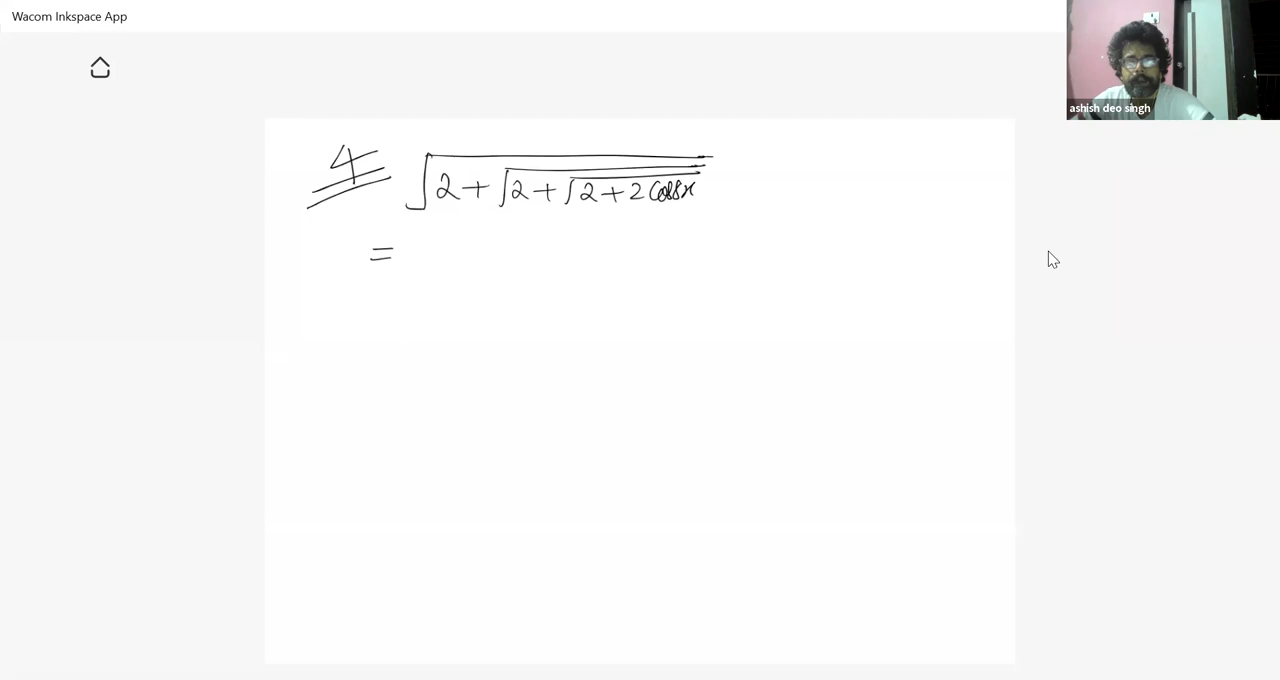 Wacom Inkspace App
ashish deo singh
4 √(2+√(2+√(2+2cos8x)))
=